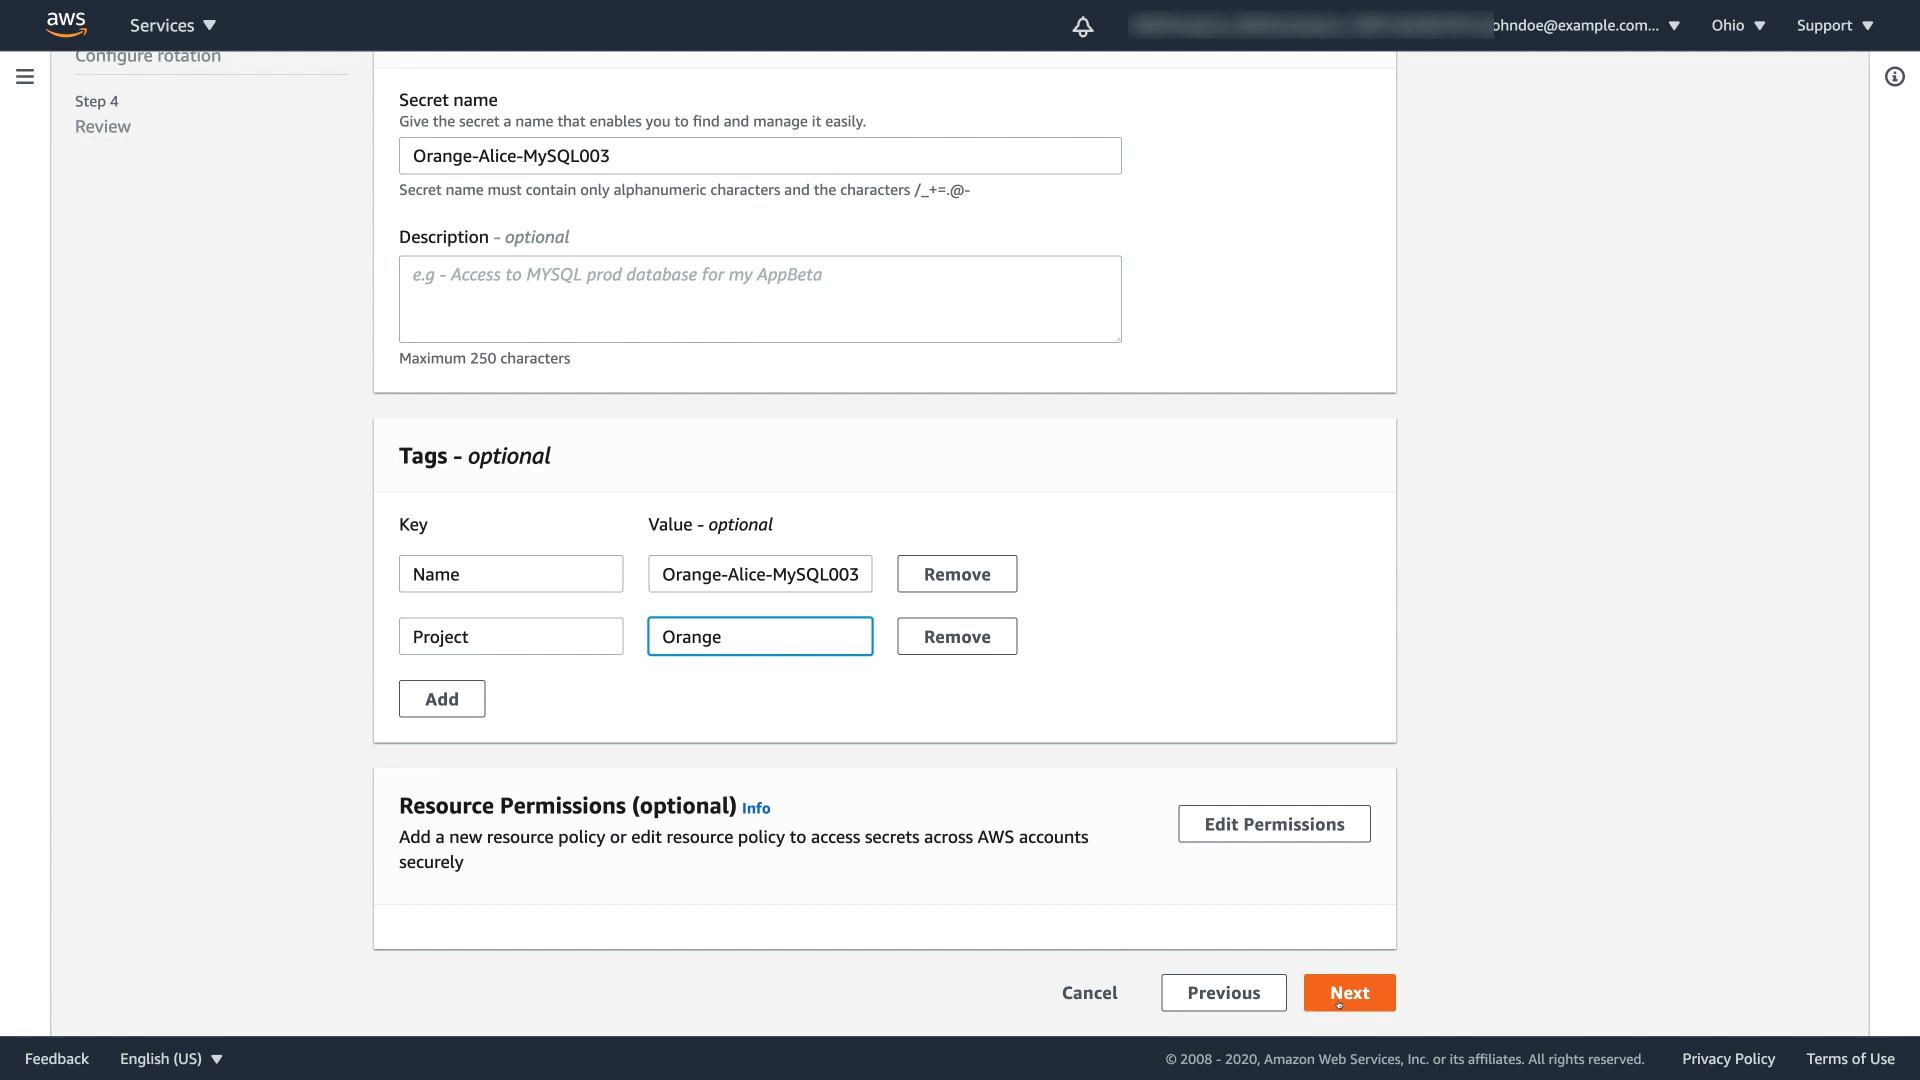 aws
Services
ohndoe@example.com...
Ohio
Support
Configure rotation
Step 4
Review
Secret name
Give the secret a name that enables you to find and manage it easily.
Orange-Alice-MySQL003
Secret name must contain only alphanumeric characters and the characters /_+=.@-
Description - optional
e.g - Access to MYSQL prod database for my AppBeta
Maximum 250 characters
Tags - optional
Key Value - optional
Name Orange-Alice-MySQL003 Remove
Project Orange Remove
Add
Resource Permissions (optional) Info
Add a new resource policy or edit resource policy to access secrets across AWS accounts
securely
Edit Permissions
Cancel Previous Next
Feedback English (US) © 2008 - 2020, Amazon Web Services, Inc. or its affiliates. All rights reserved. Privacy Policy Terms of Use